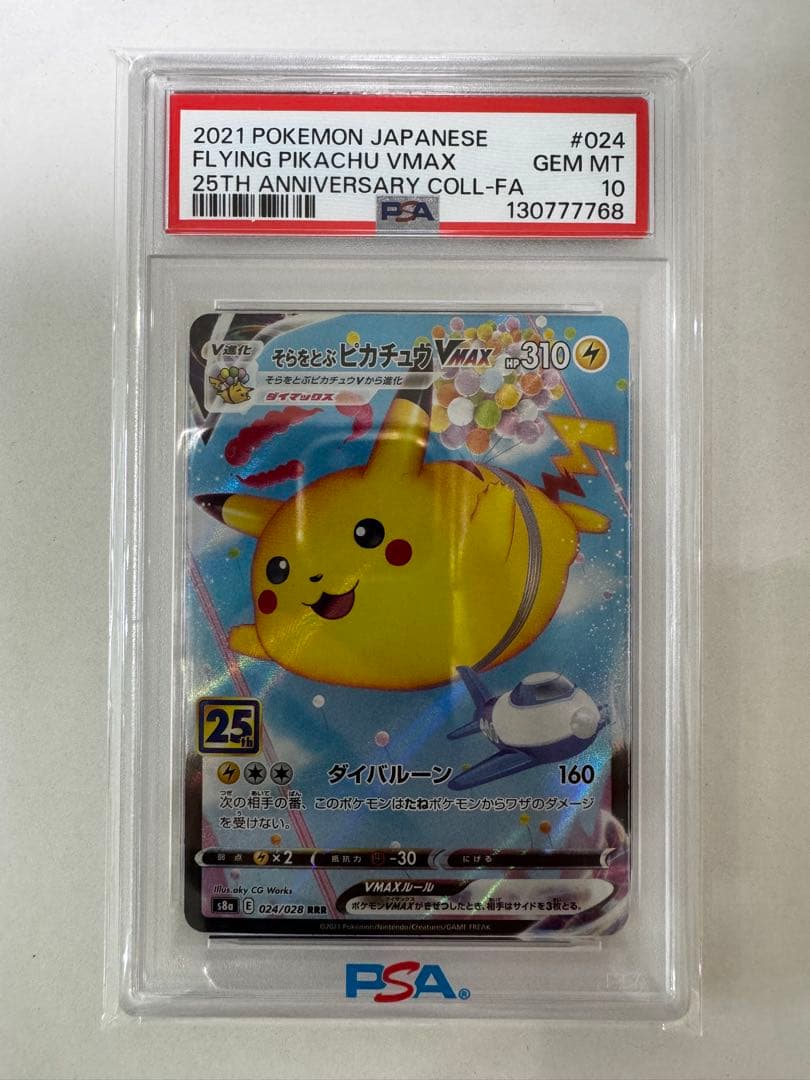 2021 POKEMON JAPANESE #024
FLYING PIKACHU VMAX GEM MT
25TH ANNIVERSARY COLL-FA 10
PSA 130777768
V進化 そらをとぶピカチュウVMAX HP310
そらをとぶピカチュウVから進化
ダイマックス
25th
ダイバルーン 160
次の相手の番、このポケモンはたねポケモンからワザのダメージ
を受けない。
弱点 ×2 抵抗力 -30 にげる
Illus.aky CG Works
VMAXルール
s8a E 024/028 RRR
ポケモンVMAXがきぜつしたとき、相手はサイドを3枚とる。
©2021 Pokémon/Nintendo/Creatures/GAME FREAK
PSA®